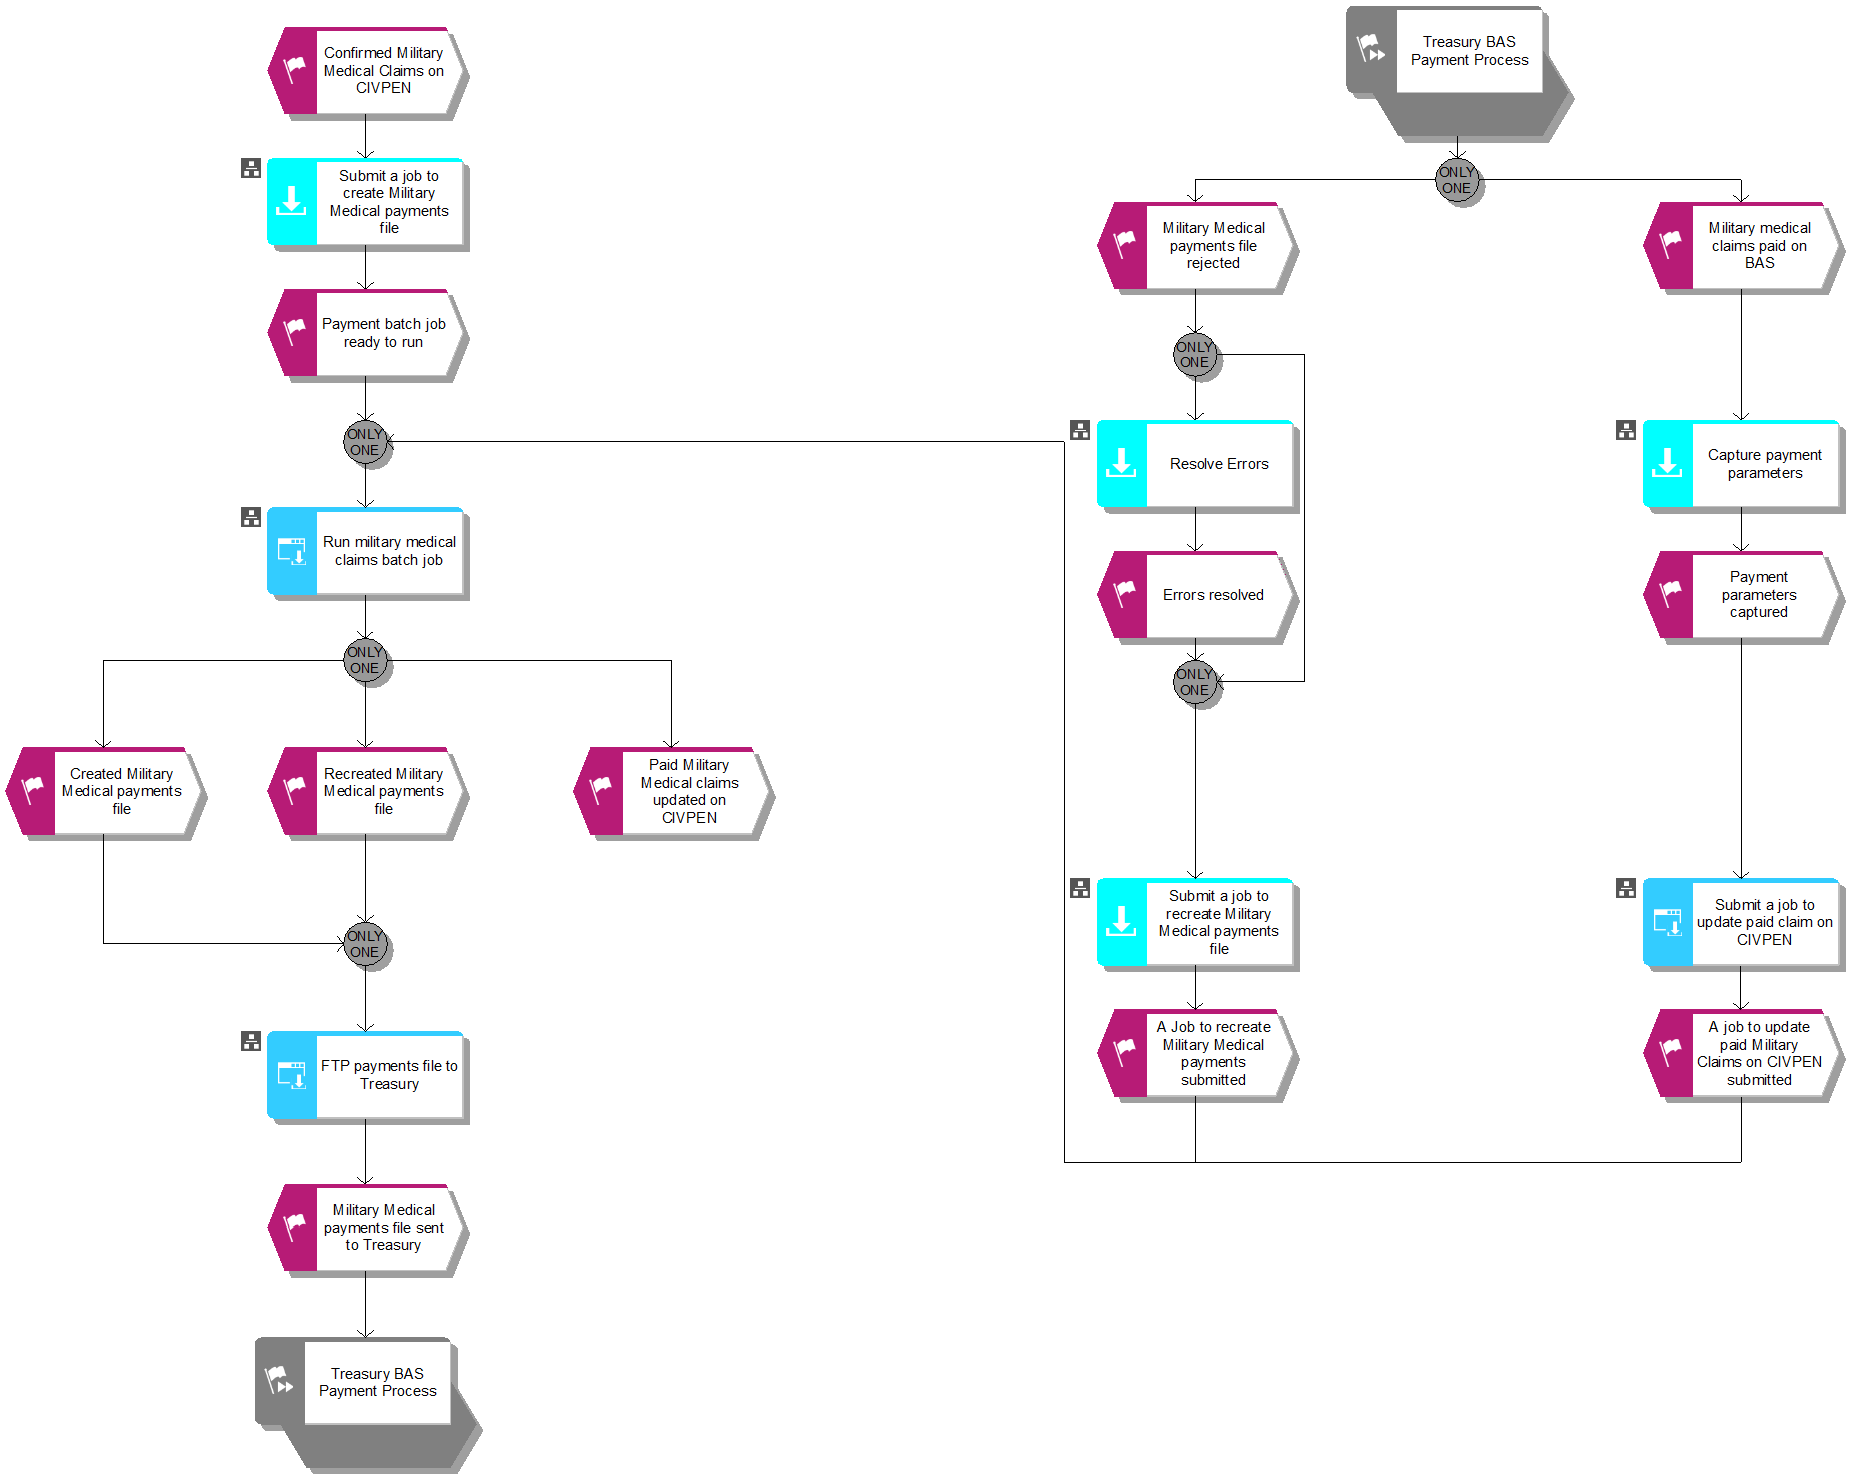 Confirmed Military
Medical Claims on
CIVPEN
Submit a job to
create Military
Medical payments
file
Payment batch job
ready to run
ONLY
ONE
Run military medical
claims batch job
ONLY
ONE
Created Military
Medical payments
file
Recreated Military
Medical payments
file
Paid Military
Medical claims
updated on
CIVPEN
ONLY
ONE
FTP payments file to
Treasury
Military Medical
payments file sent
to Treasury
Treasury BAS
Payment Process
Treasury BAS
Payment Process
ONLY
ONE
Military Medical
payments file
rejected
ONLY
ONE
Resolve Errors
Errors resolved
ONLY
ONE
Submit a job to
recreate Military
Medical payments
file
A Job to recreate
Military Medical
payments
submitted
Military medical
claims paid on
BAS
Capture payment
parameters
Payment
parameters
captured
Submit a job to
update paid claim on
CIVPEN
A job to update
paid Military
Claims on CIVPEN
submitted